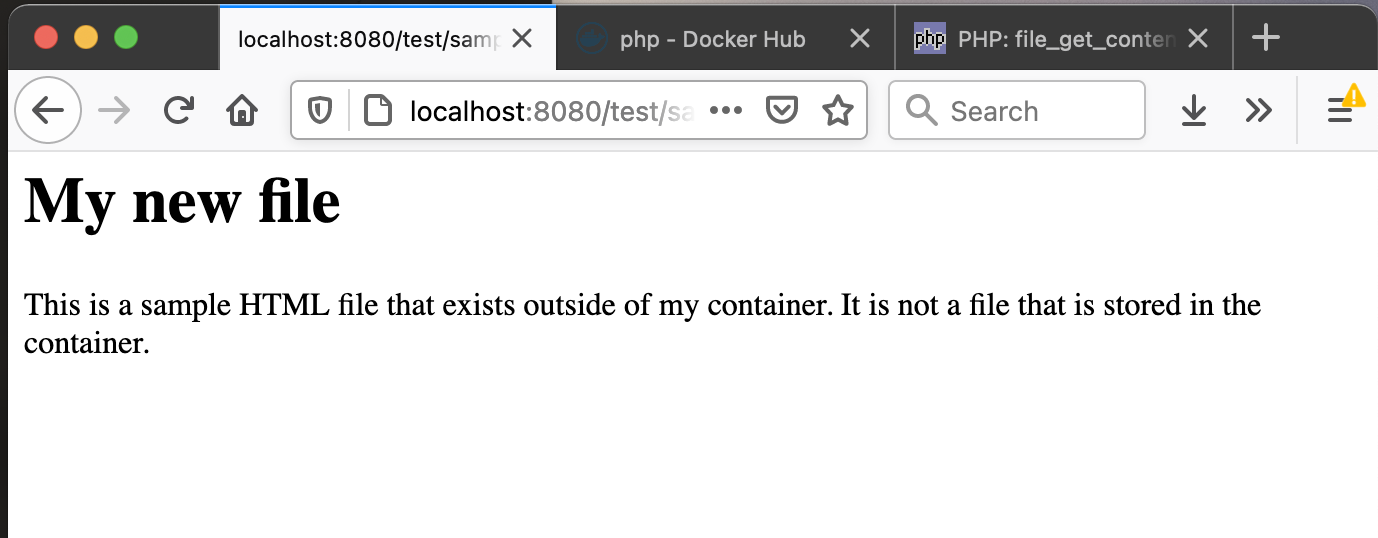 localhost:8080/test/samp
php - Docker Hub
php
PHP: file_get_conten
localhost:8080/test/sa
Search
My new file
This is a sample HTML file that exists outside of my container. It is not a file that is stored in the
container.